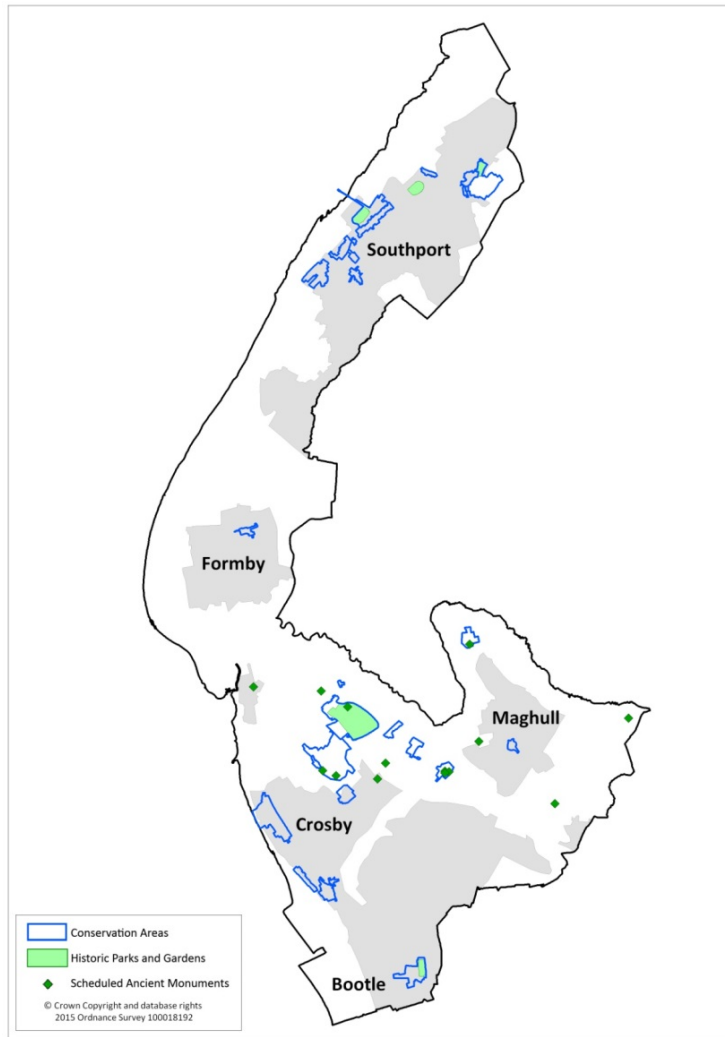 Southport
Formby
Maghull
Crosby
Bootle
Conservation Areas
Historic Parks and Gardens
Scheduled Ancient Monuments
© Crown Copyright and database rights
2015 Ordnance Survey 100018192